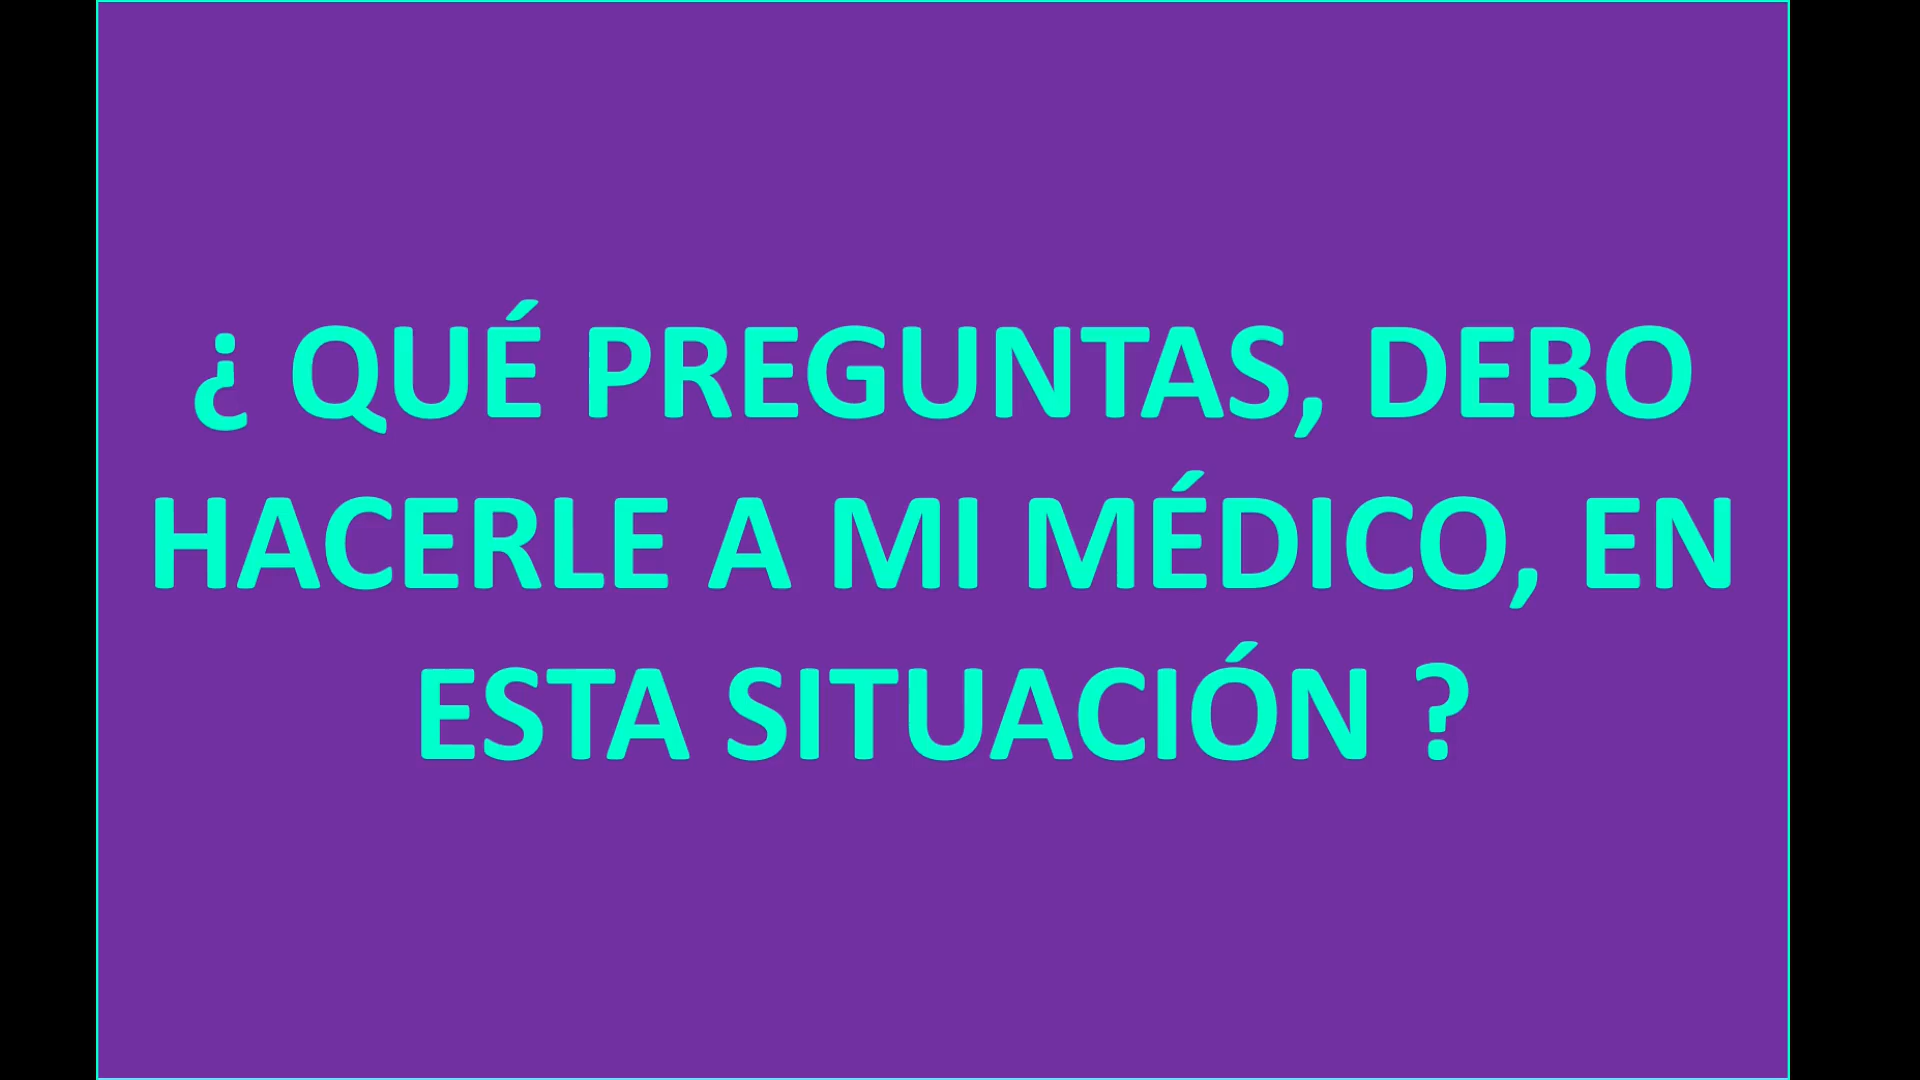 ¿ QUÉ PREGUNTAS, DEBO
HACERLE A MI MÉDICO, EN
ESTA SITUACIÓN ?